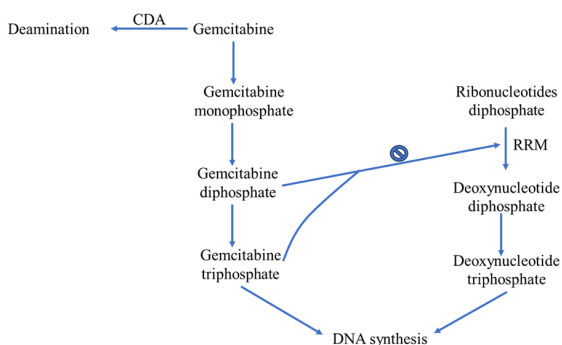 CDA
Deamination
Gemcitabine
Gemcitabine
monophosphate
Ribonucleotides
diphosphate
RRM
Gemcitabine
diphosphate
Deoxynucleotide
diphosphate
Gemcitabine
triphosphate
Deoxynucleotide
triphosphate
DNA synthesis